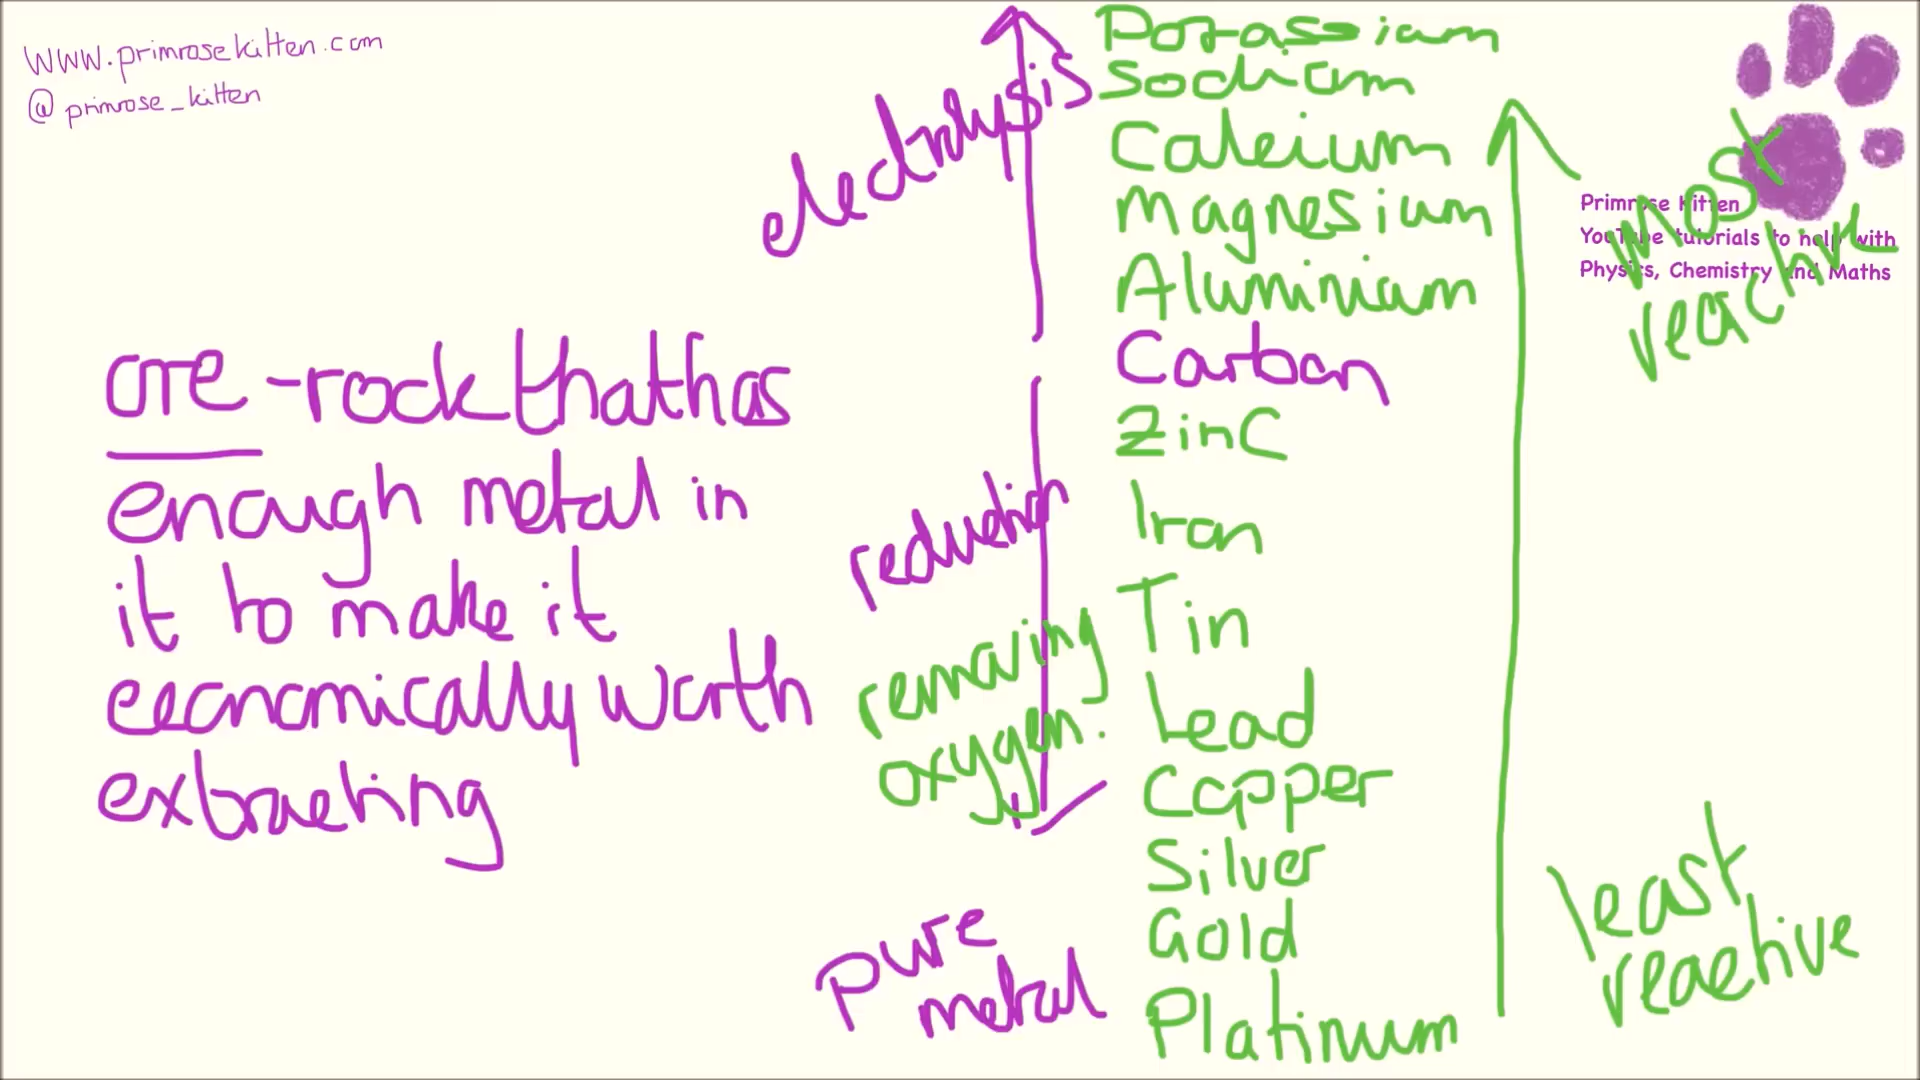 www.primrosekitten.com
@primrose_kitten
ore - rock that has
enough metal in
it to make it
economically worth
extracting
electrolysis
reduction
removing
oxygen.
pure
metal
Potassium
Sodium
Calcium
Magnesium
Aluminium
Carbon
Zinc
Iron
Tin
Lead
Copper
Silver
Gold
Platinum
Primrose Kitten
YouTube tutorials to help with
Physics, Chemistry and Maths
most
reactive
least
reactive